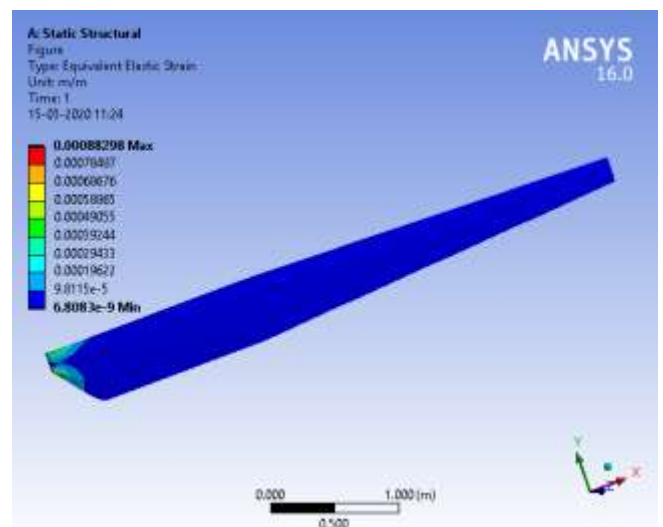 A: Static Structural
Figure
Type: Equivalent Elastic Strain
Unit: m/m
Time: 1
15-01-2020 11:24
ANSYS
16.0
0.00088298 Max
0.00078487
0.00068676
0.00058865
0.00049055
0.00039244
0.00029433
0.00019622
9.8115e-5
6.8083e-9 Min
Y
X
Z
0.000
1.000 (m)
0.500